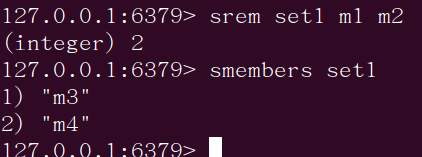 127.0.0.1:6379> srem set1 m1 m2
(integer) 2
127.0.0.1:6379> smembers set1
1) "m3"
2) "m4"
127.0.0.1:6379>